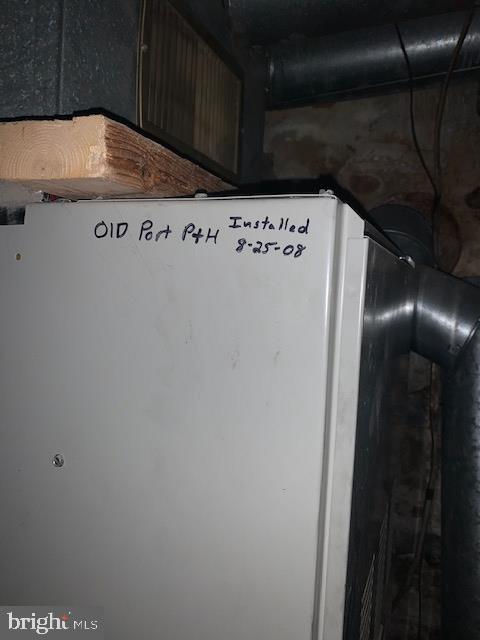 OlD Port P+H Installed
8-25-08
bright MLS